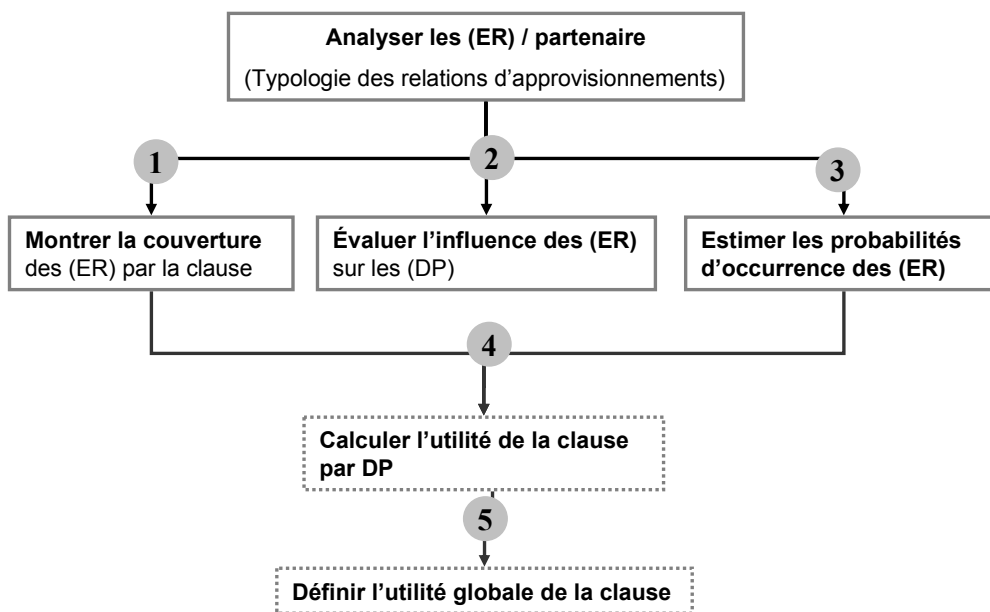 Analyser les (ER) / partenaire
(Typologie des relations d’approvisionnements)
1
2
3
Montrer la couverture
des (ER) par la clause
Évaluer l’influence des (ER)
sur les (DP)
Estimer les probabilités
d’occurrence des (ER)
4
Calculer l’utilité de la clause
par DP
5
Définir l’utilité globale de la clause